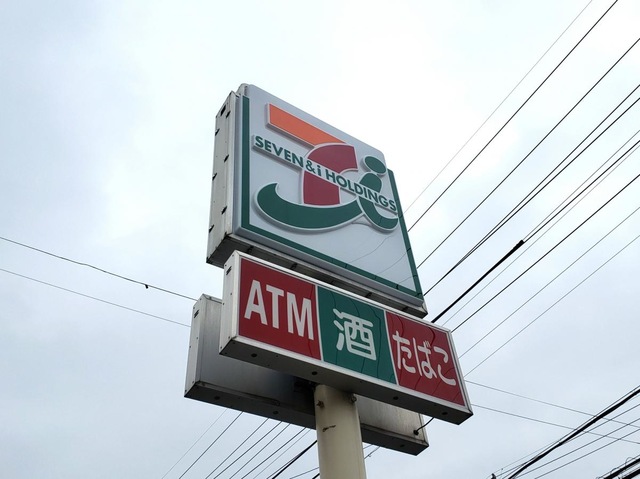 SEVEN & i HOLDINGS
ATM 酒 たばこ